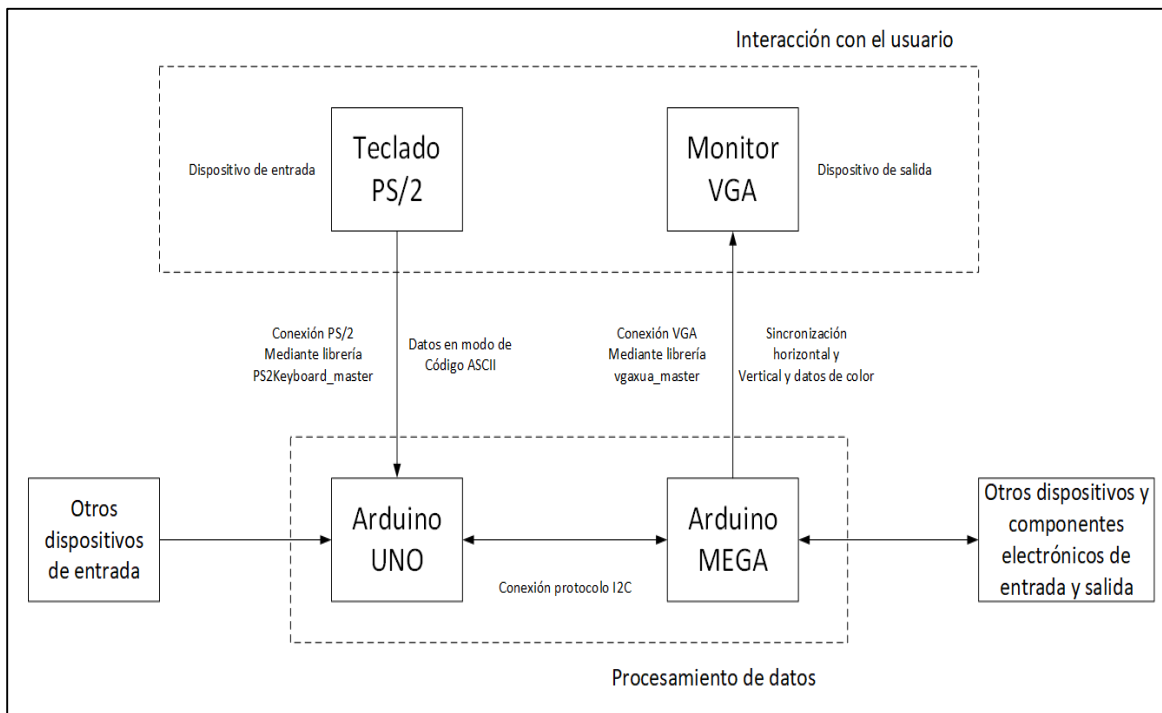 Interacción con el usuario
Dispositivo de entrada
Teclado
PS/2
Monitor
VGA
Dispositivo de salida
Conexión PS/2
Mediante librería
PS2Keyboard_master
Datos en modo de
Código ASCII
Conexión VGA
Mediante librería
vgaxua_master
Sincronización
horizontal y
Vertical y datos de color
Otros
dispositivos
de entrada
Arduino
UNO
Conexión protocolo I2C
Arduino
MEGA
Otros dispositivos y
componentes
electrónicos de
entrada y salida
Procesamiento de datos